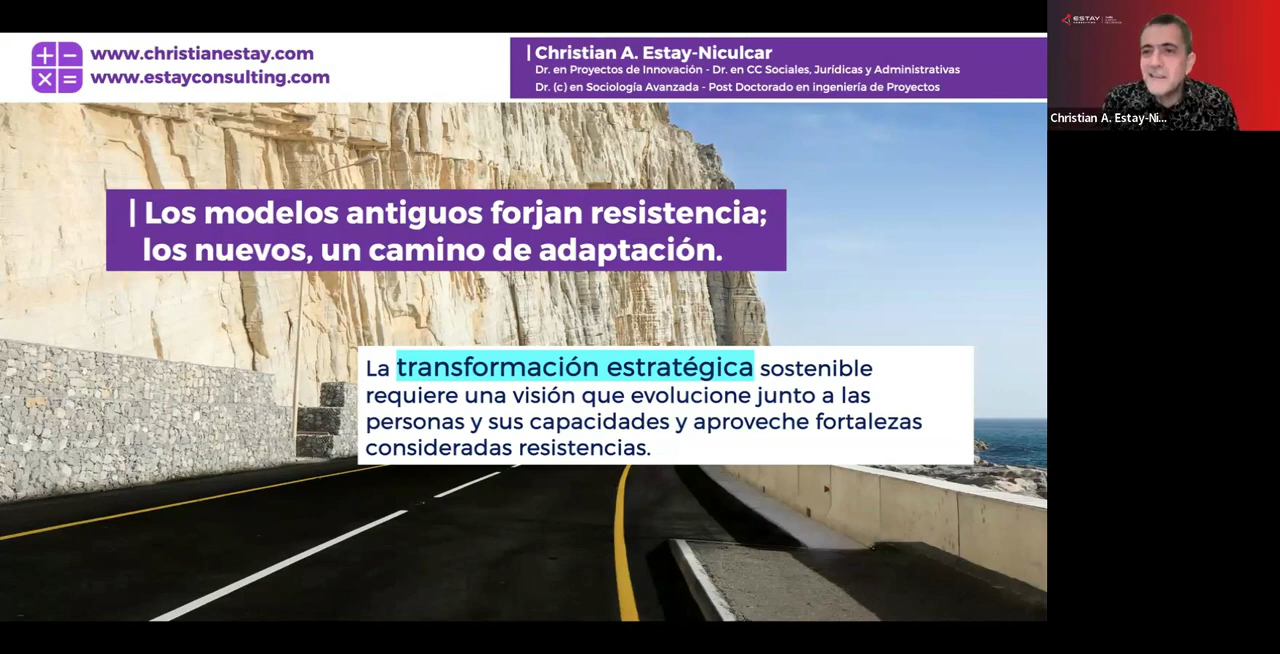 www.christianestay.com
www.estayconsulting.com
| Christian A. Estay-Niculcar
Dr. en Proyectos de Innovación - Dr. en CC Sociales, Jurídicas y Administrativas
Dr. (c) en Sociología Avanzada - Post Doctorado en ingeniería de Proyectos
| Los modelos antiguos forjan resistencia;
los nuevos, un camino de adaptación.
La transformación estratégica sostenible
requiere una visión que evolucione junto a las
personas y sus capacidades y aproveche fortalezas
consideradas resistencias.
ESTAY
CONSULTING
Christian A. Estay-Ni...